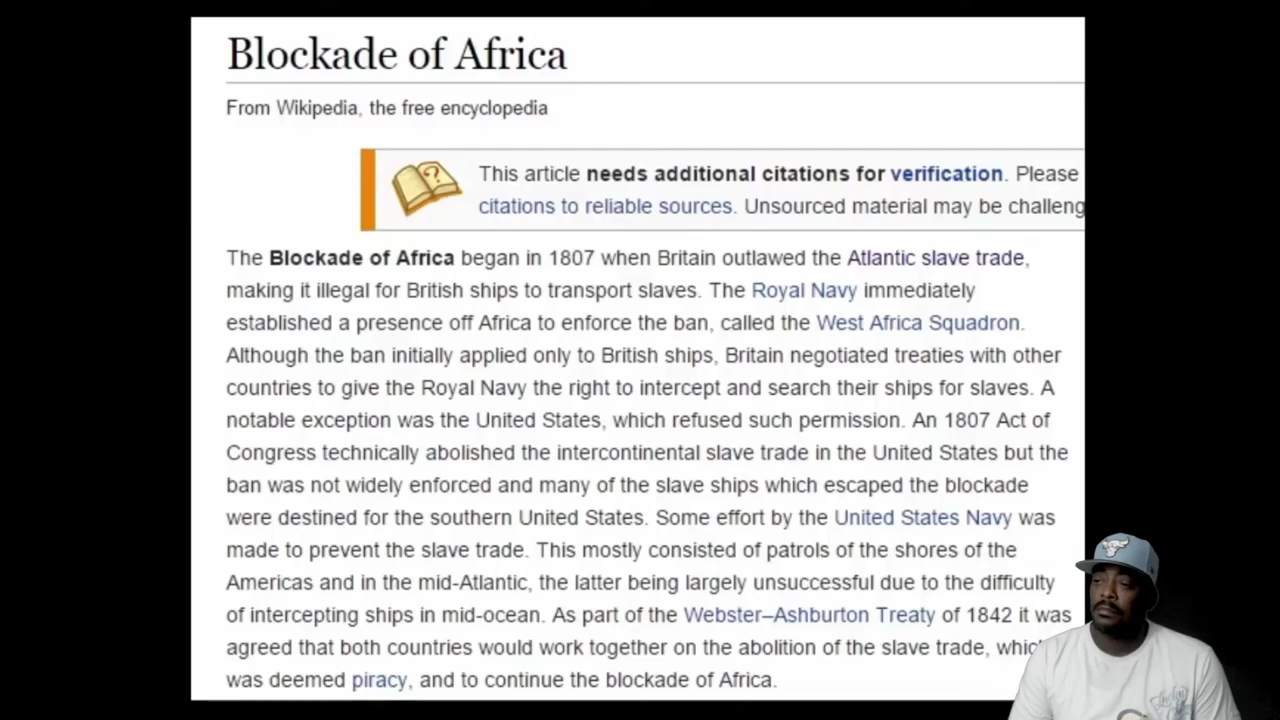 Blockade of Africa
From Wikipedia, the free encyclopedia
This article needs additional citations for verification. Please
citations to reliable sources. Unsourced material may be challeng
The Blockade of Africa began in 1807 when Britain outlawed the Atlantic slave trade,
making it illegal for British ships to transport slaves. The Royal Navy immediately
established a presence off Africa to enforce the ban, called the West Africa Squadron.
Although the ban initially applied only to British ships, Britain negotiated treaties with other
countries to give the Royal Navy the right to intercept and search their ships for slaves. A
notable exception was the United States, which refused such permission. An 1807 Act of
Congress technically abolished the intercontinental slave trade in the United States but the
ban was not widely enforced and many of the slave ships which escaped the blockade
were destined for the southern United States. Some effort by the United States Navy was
made to prevent the slave trade. This mostly consisted of patrols of the shores of the
Americas and in the mid-Atlantic, the latter being largely unsuccessful due to the difficulty
of intercepting ships in mid-ocean. As part of the Webster–Ashburton Treaty of 1842 it was
agreed that both countries would work together on the abolition of the slave trade, whic
was deemed piracy, and to continue the blockade of Africa.